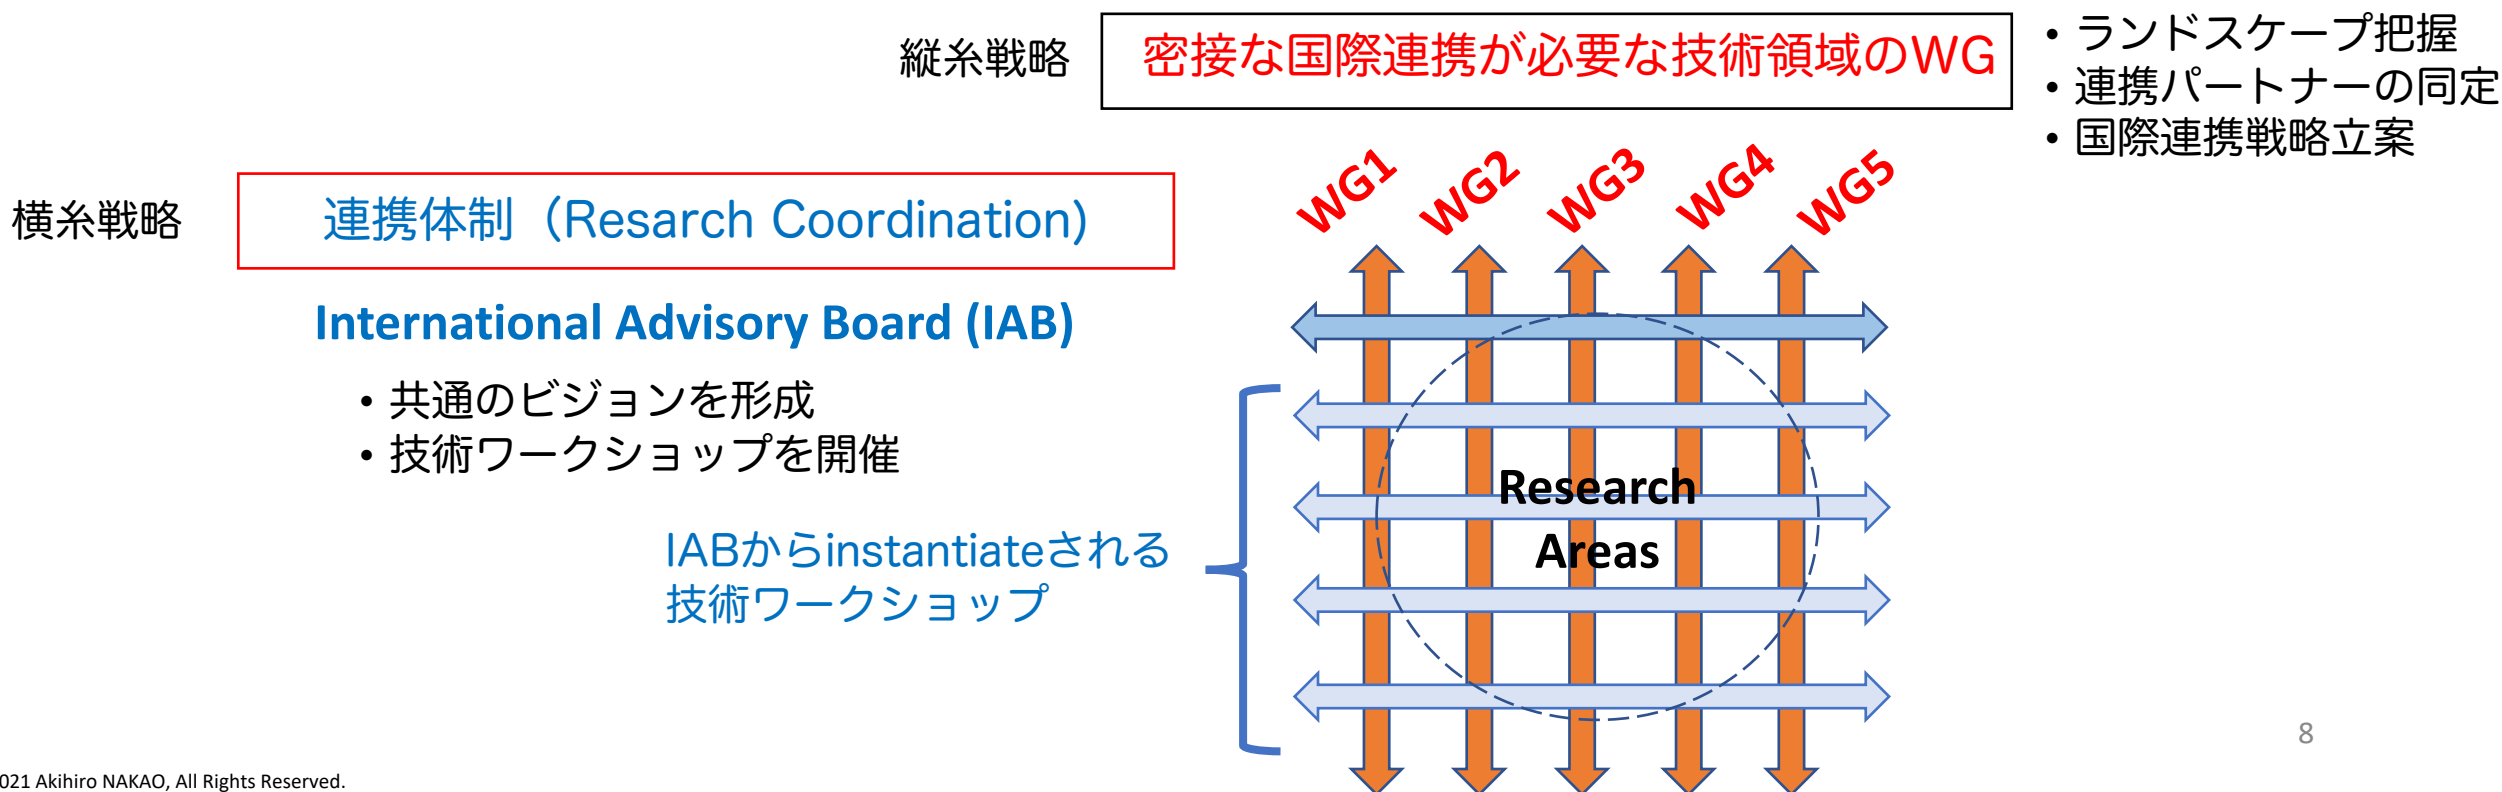 縦糸戦略
密接な国際連携が必要な技術領域のWG
• ランドスケープ把握
• 連携パートナーの同定
• 国際連携戦略立案
WG1
WG2
WG3
WG4
WG5
横糸戦略
連携体制（Resarch Coordination）
International Advisory Board (IAB)
• 共通のビジョンを形成
• 技術ワークショップを開催
IABからinstantiateされる
技術ワークショップ
Research
Areas
8
021 Akihiro NAKAO, All Rights Reserved.